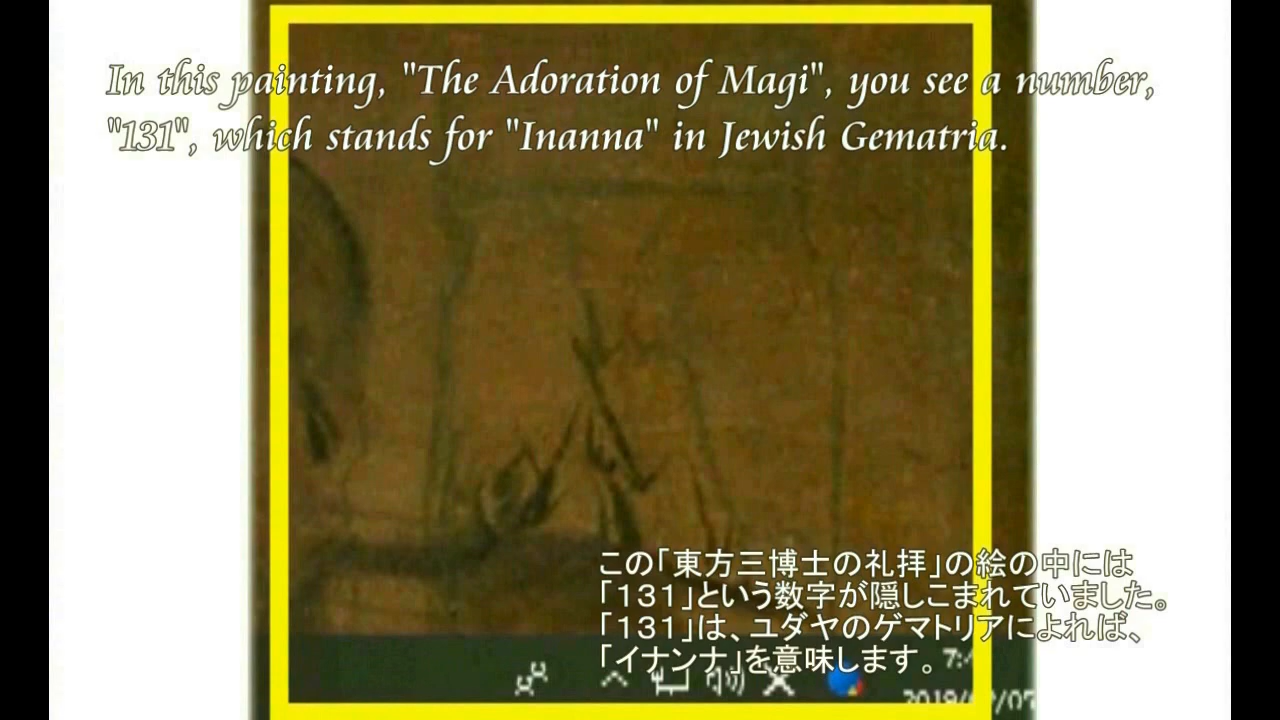 In this painting, "The Adoration of Magi", you see a number,
"131", which stands for "Inanna" in Jewish Gematria.
この「東方三博士の礼拝」の絵の中には
「１３１」という数字が隠しこまれていました。
「１３１」は、ユダヤのゲマトリアによれば、
「イナンナ」を意味します。